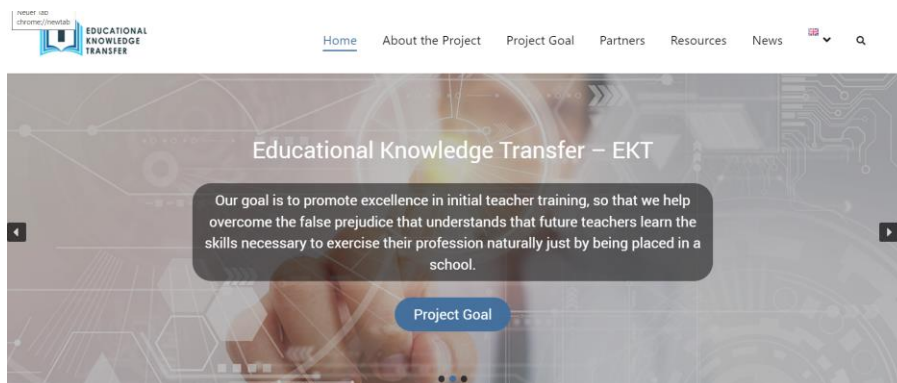 Neuer Tab
chrome://newtab
EDUCATIONAL
KNOWLEDGE
TRANSFER
Home About the Project Project Goal Partners Resources News
Educational Knowledge Transfer – EKT
Our goal is to promote excellence in initial teacher training, so that we help
overcome the false prejudice that understands that future teachers learn the
skills necessary to exercise their profession naturally just by being placed in a
school.
Project Goal